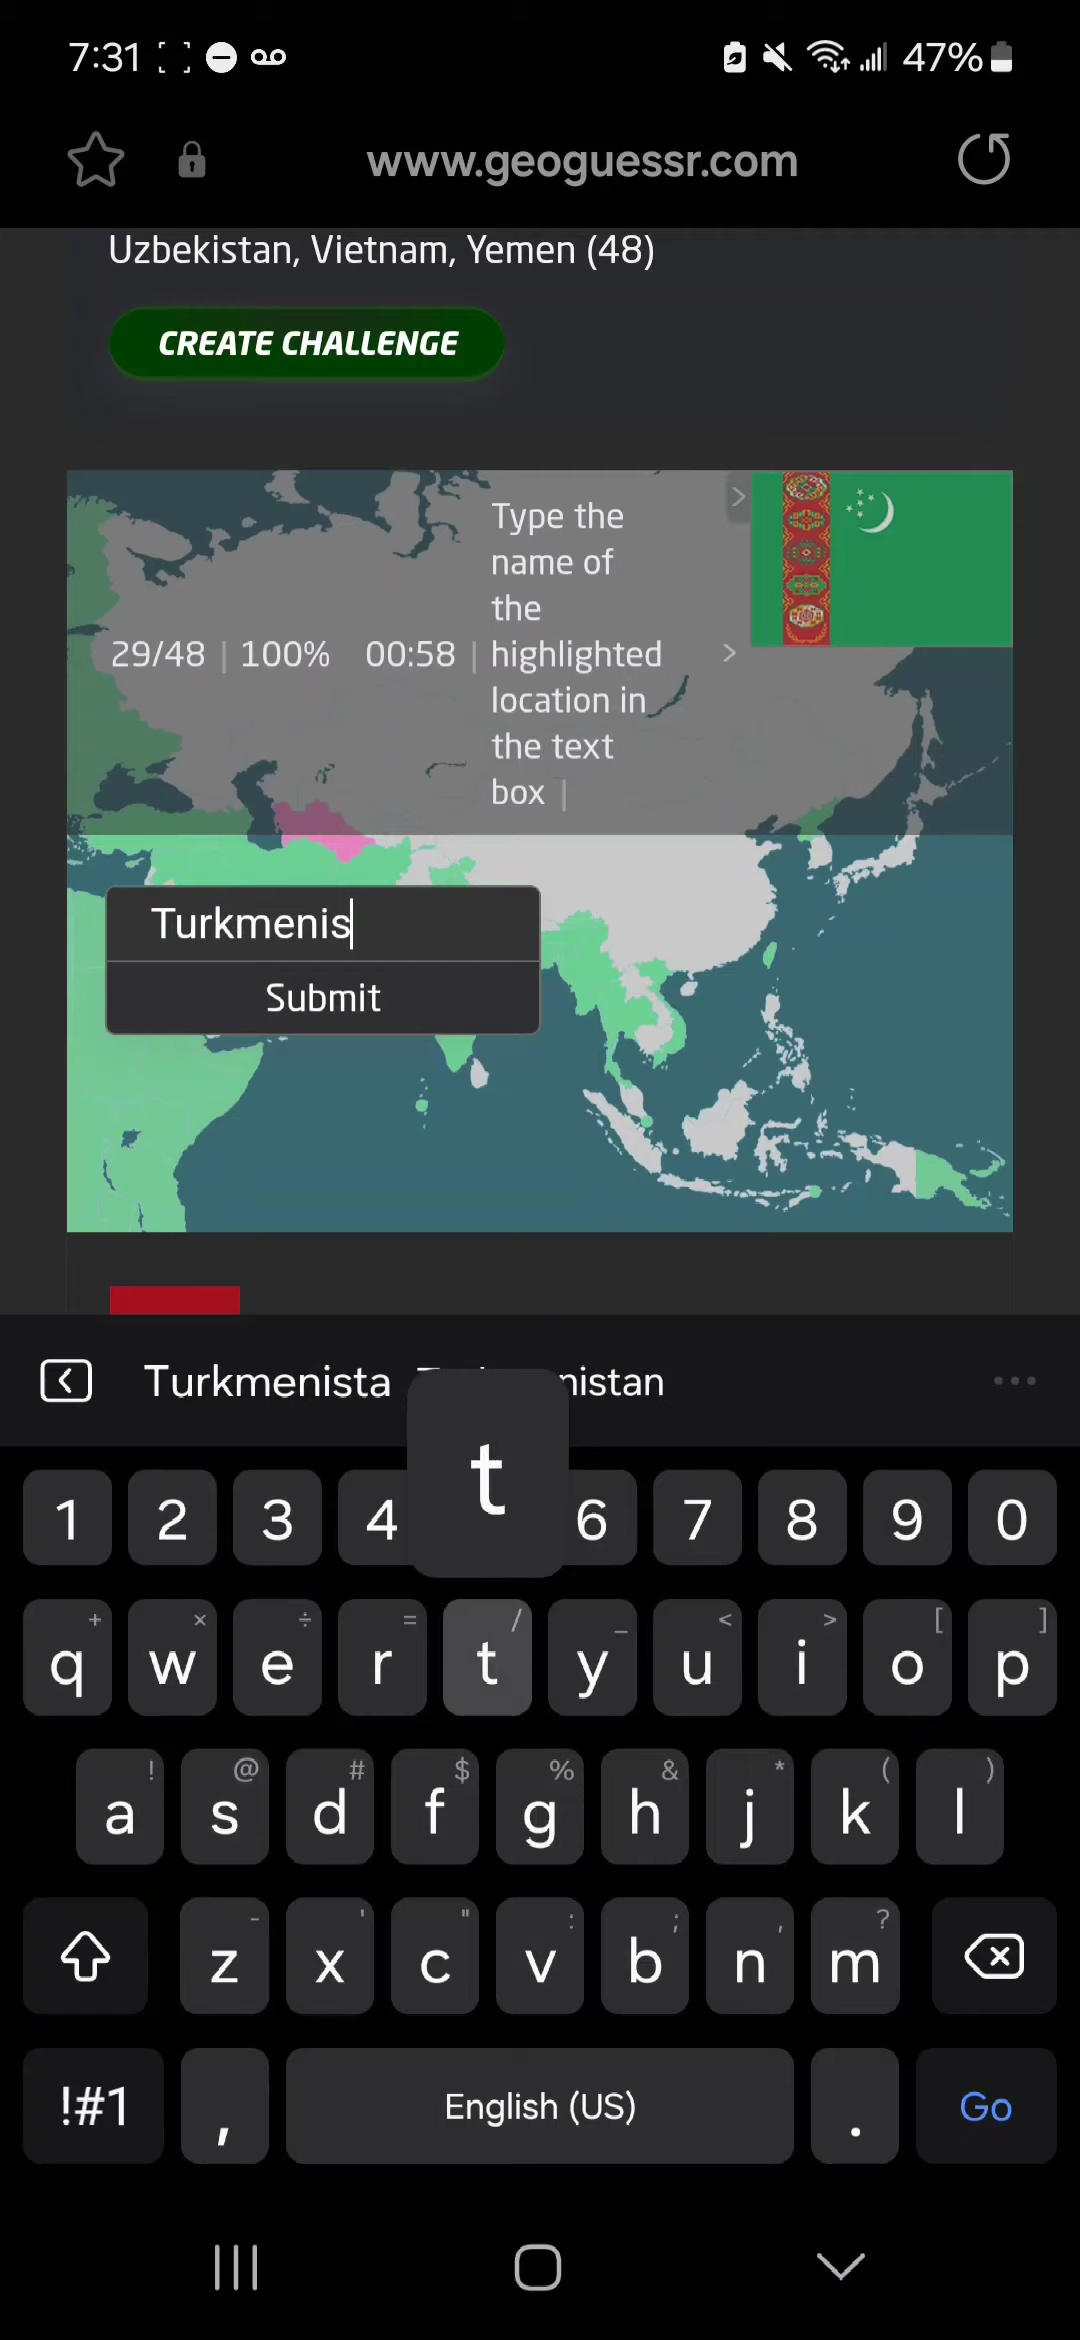 7:31
47%
www.geoguessr.com
Uzbekistan, Vietnam, Yemen (48)
CREATE CHALLENGE
29/48 | 100% 00:58 |
Type the
name of
the
highlighted
location in
the text
box |
Turkmenis
Submit
Turkmenista
nistan
t
1 2 3 4 6 7 8 9 0
+ × ÷ = / _ < > [ ]
q w e r t y u i o p
! @ # $ % & * ( )
a s d f g h j k l
- ' " : ; , ?
z x c v b n m
!#1 , English (US) . Go